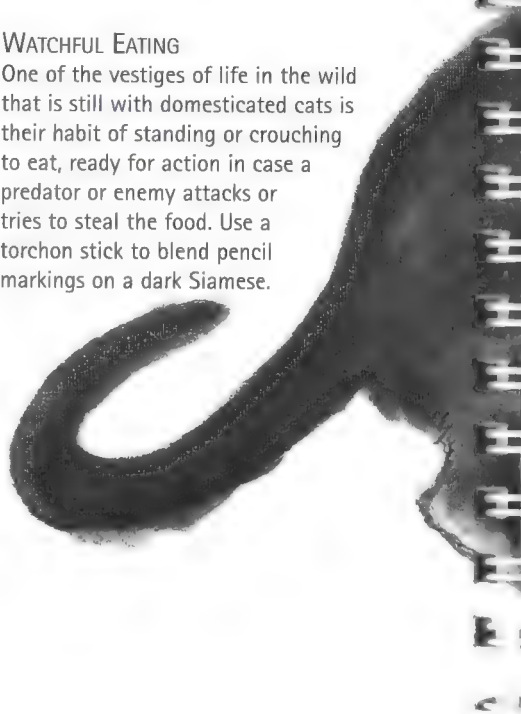 WATCHFUL EATING
One of the vestiges of life in the wild
that is still with domesticated cats is
their habit of standing or crouching
to eat, ready for action in case a
predator or enemy attacks or
tries to steal the food. Use a
torchon stick to blend pencil
markings on a dark Siamese.